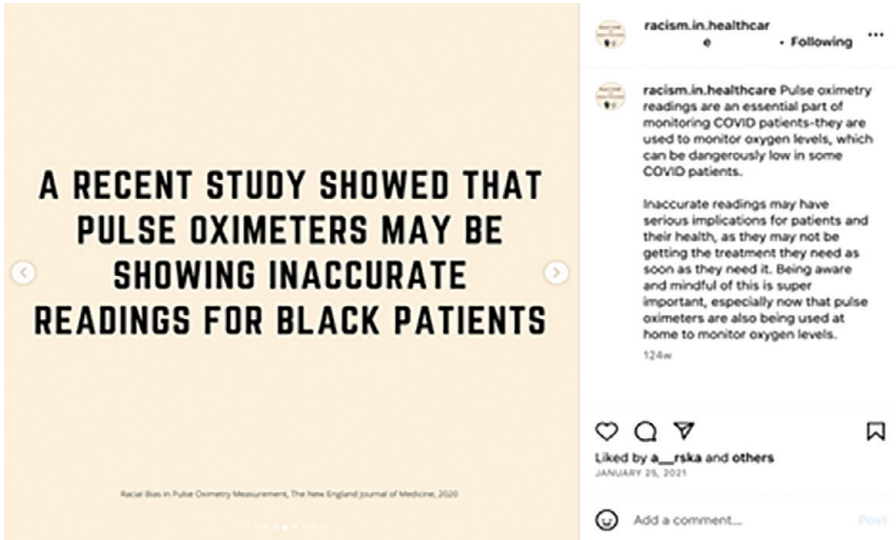 A RECENT STUDY SHOWED THAT
PULSE OXIMETERS MAY BE
SHOWING INACCURATE
READINGS FOR BLACK PATIENTS
Racial Bias in Pulse Oximetry Measurement, The New England Journal of Medicine, 2020
racism.in.healthcar
e • Following
racism.in.healthcare Pulse oximetry
readings are an essential part of
monitoring COVID patients-they are
used to monitor oxygen levels, which
can be dangerously low in some
COVID patients.
Inaccurate readings may have
serious implications for patients and
their health, as they may not be
getting the treatment they need as
soon as they need it. Being aware
and mindful of this is super
important, especially now that pulse
oximeters are also being used at
home to monitor oxygen levels.
124w
Liked by a__rska and others
JANUARY 25, 2021
Add a comment...
Post